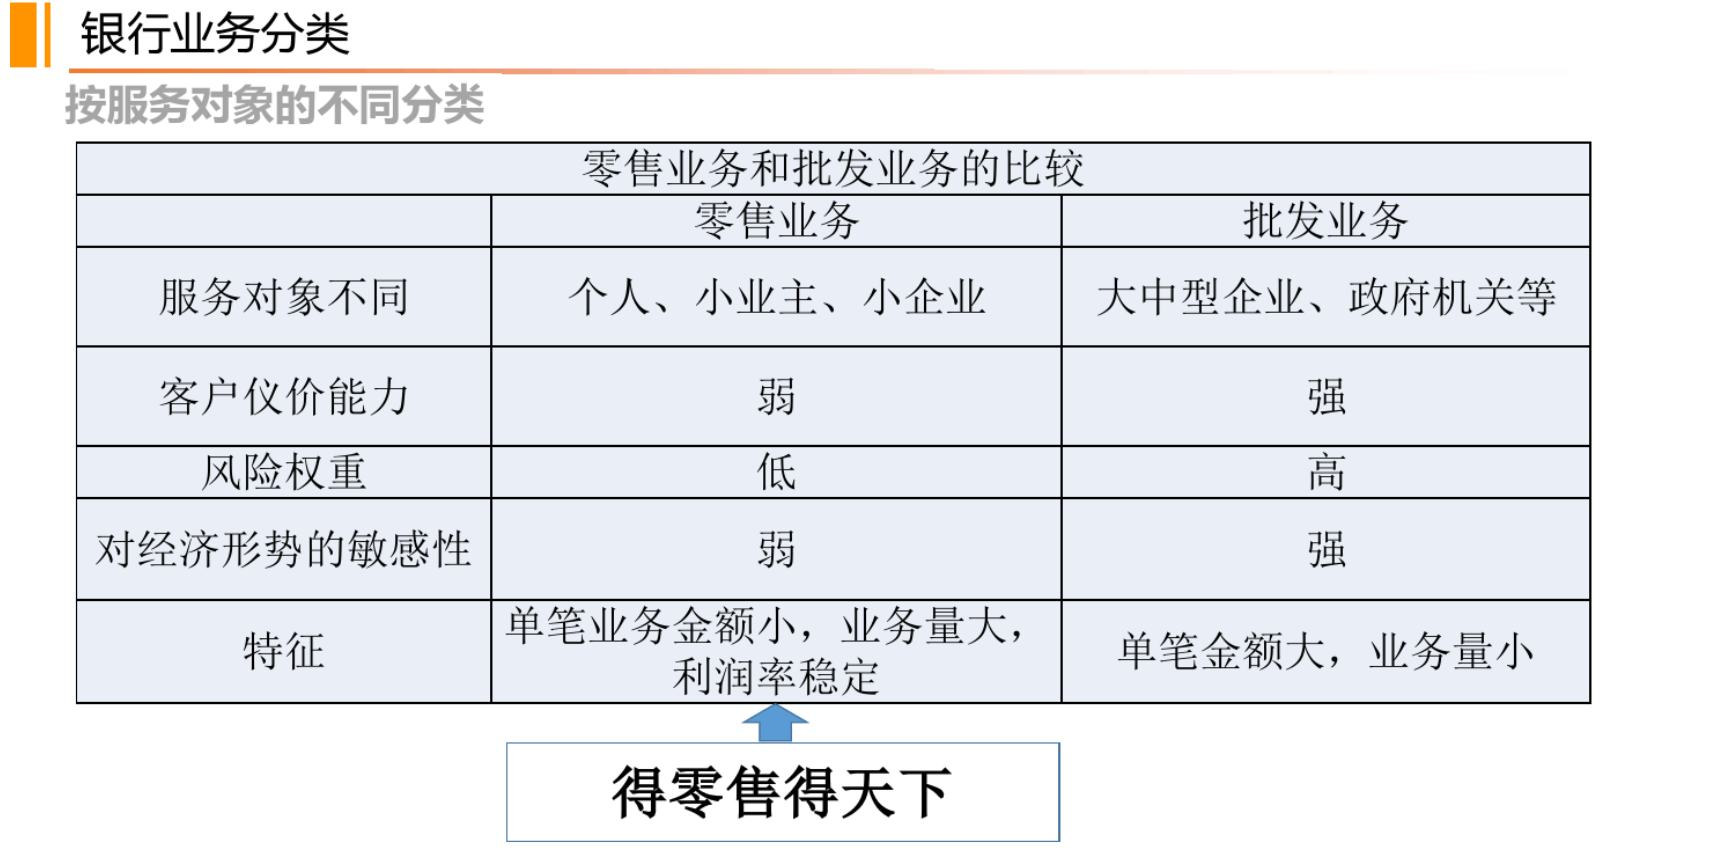 银行业务分类
按服务对象的不同分类
零售业务和批发业务的比较
零售业务 批发业务
服务对象不同 个人、小业主、小企业 大中型企业、政府机关等
客户仪价能力 弱 强
风险权重 低 高
对经济形势的敏感性 弱 强
特征 单笔业务金额小，业务量大，
利润率稳定 单笔金额大，业务量小
得零售得天下